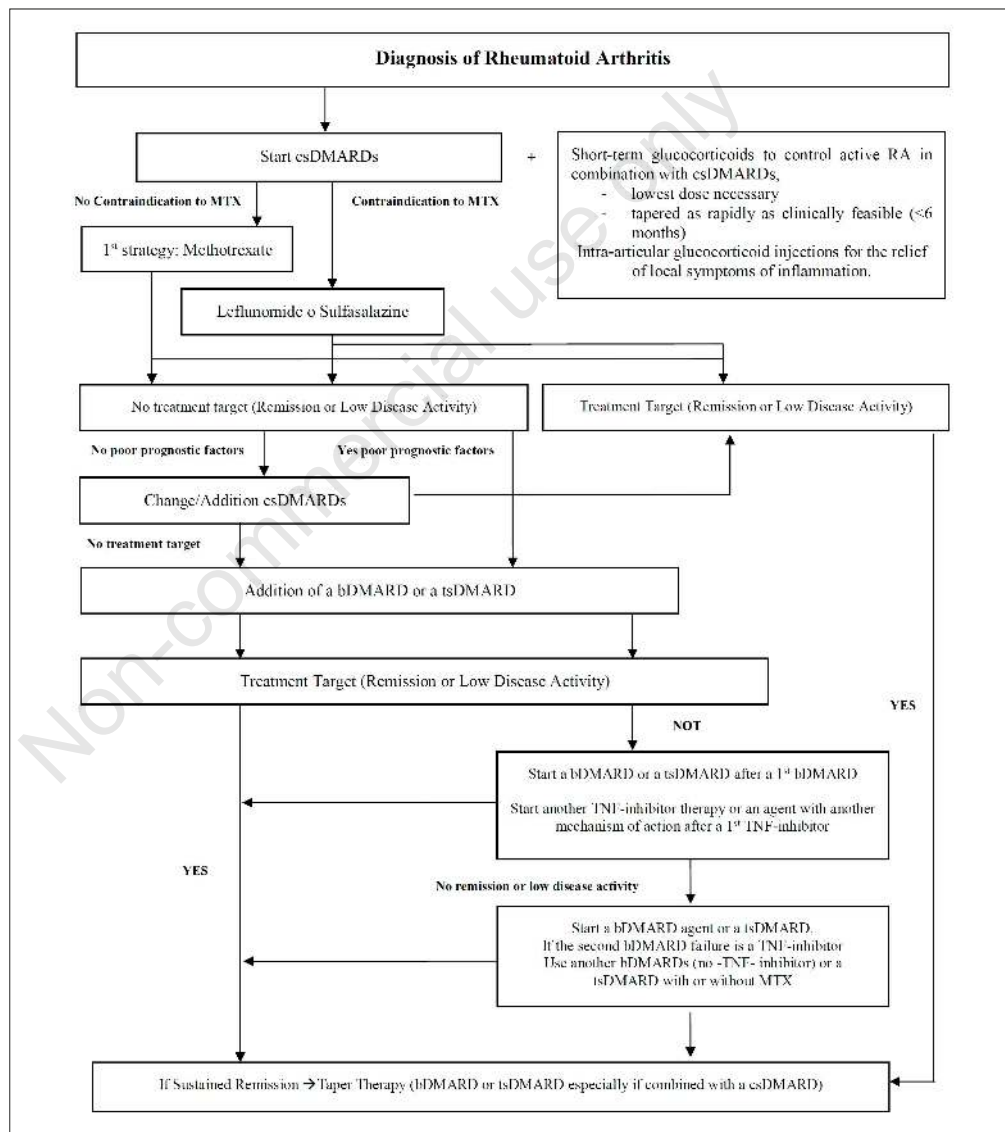 Diagnosis of Rheumatoid Arthritis
Start csDMARDs
+
Short-term glucocorticoids to control active RA in
combination with csDMARDs,
- lowest dose necessary
- tapered as rapidly as clinically feasible (<6
months)
Intra-articular glucocorticoid injections for the relief
of local symptoms of inflammation.
No Contraindication to MTX
Contraindication to MTX
1st strategy: Methotrexate
Leflunomide o Sulfasalazine
No treatment target (Remission or Low Disease Activity)
Treatment Target (Remission or Low Disease Activity)
No poor prognostic factors
Yes poor prognostic factors
Change/Addition csDMARDs
No treatment target
Addition of a bDMARD or a tsDMARD
Treatment Target (Remission or Low Disease Activity)
YES
NOT
Start a bDMARD or a tsDMARD after a 1st bDMARD
Start another TNF-inhibitor therapy or an agent with another
mechanism of action after a 1st TNF-inhibitor
YES
No remission or low disease activity
Start a bDMARD agent or a tsDMARD.
If the second bDMARD failure is a TNF-inhibitor
Use another bDMARDs (no -TNF- inhibitor) or a
tsDMARD with or without MTX
If Sustained Remission → Taper Therapy (bDMARD or tsDMARD especially if combined with a csDMARD)
Non-commercial use only